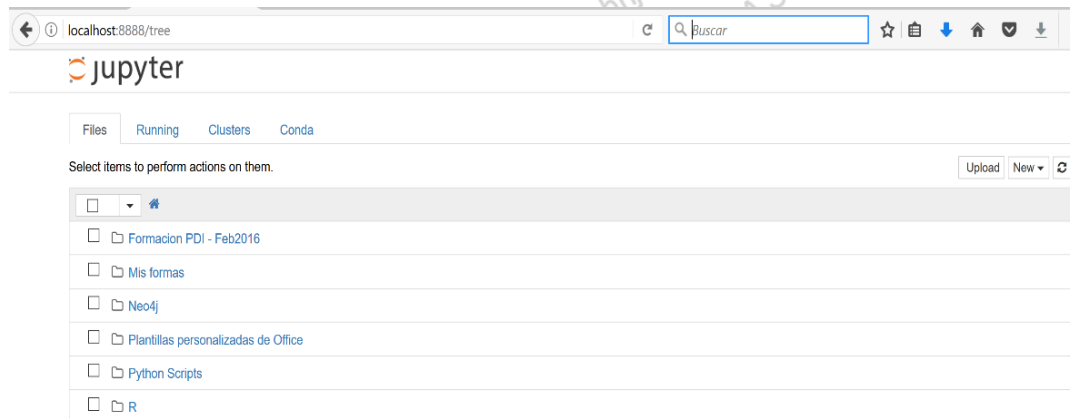 localhost:8888/tree
Buscar
jupyter
Files Running Clusters Conda
Select items to perform actions on them.
Upload New
Formacion PDI - Feb2016
Mis formas
Neo4j
Plantillas personalizadas de Office
Python Scripts
R